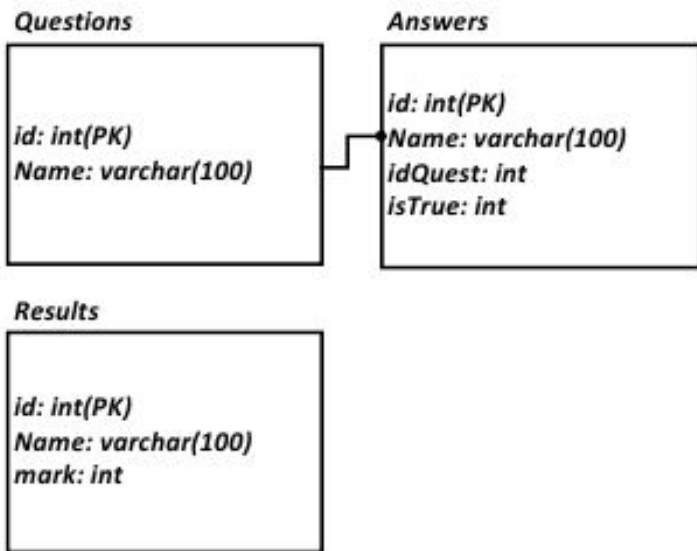 Questions
id: int(PK)
Name: varchar(100)
Answers
id: int(PK)
Name: varchar(100)
idQuest: int
isTrue: int
Results
id: int(PK)
Name: varchar(100)
mark: int